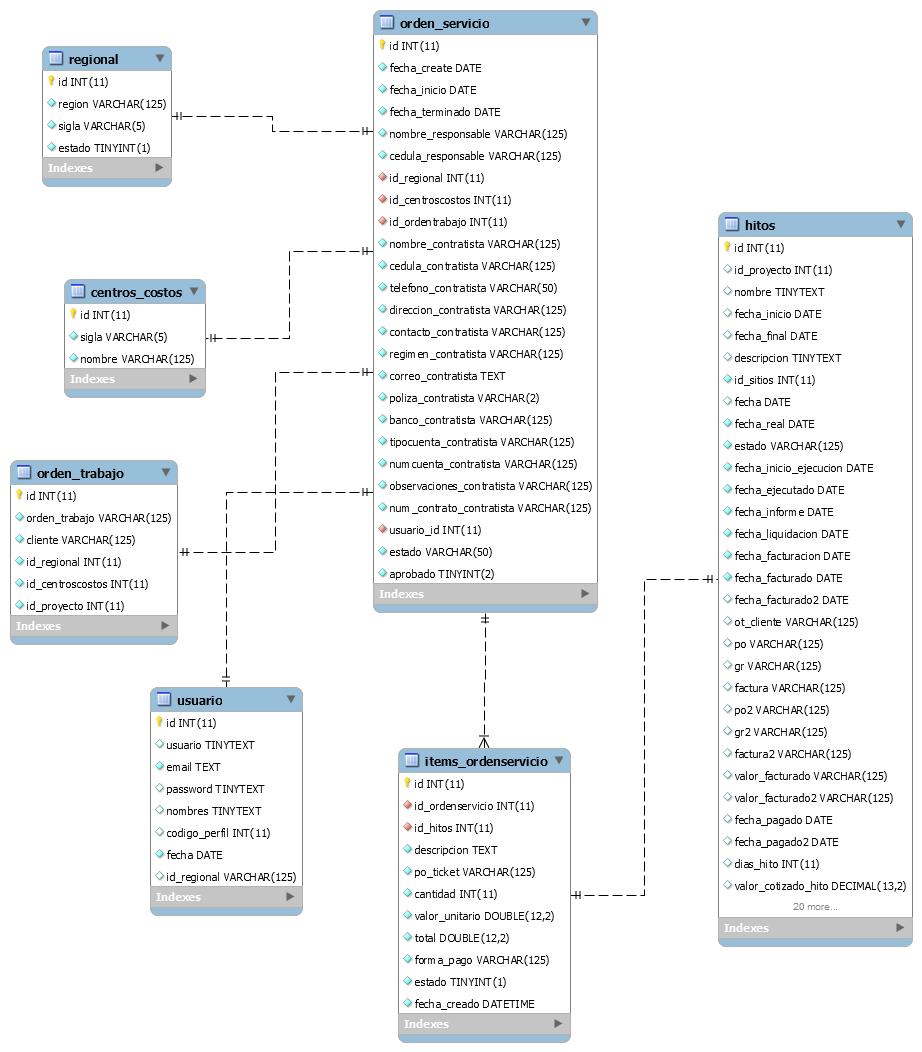 orden_servicio
id INT(11)
fecha_create DATE
fecha_inicio DATE
fecha_terminado DATE
nombre_responsable VARCHAR(125)
cedula_responsable VARCHAR(125)
id_regional INT(11)
id_centroscostos INT(11)
id_ordentrabajo INT(11)
nombre_contratista VARCHAR(125)
cedula_contratista VARCHAR(125)
telefono_contratista VARCHAR(50)
direccion_contratista VARCHAR(125)
contacto_contratista VARCHAR(125)
regimen_contratista VARCHAR(125)
correo_contratista TEXT
poliza_contratista VARCHAR(2)
banco_contratista VARCHAR(125)
tipocuenta_contratista VARCHAR(125)
numcuenta_contratista VARCHAR(125)
observaciones_contratista VARCHAR(125)
num_contrato_contratista VARCHAR(125)
usuario_id INT(11)
estado VARCHAR(50)
aprobado TINYINT(2)
Indexes
regional
id INT(11)
region VARCHAR(125)
sigla VARCHAR(5)
estado TINYINT(1)
Indexes
centros_costos
id INT(11)
sigla VARCHAR(5)
nombre VARCHAR(125)
Indexes
orden_trabajo
id INT(11)
orden_trabajo VARCHAR(125)
cliente VARCHAR(125)
id_regional INT(11)
id_centroscostos INT(11)
id_proyecto INT(11)
Indexes
usuario
id INT(11)
usuario TINYTEXT
email TEXT
password TINYTEXT
nombres TINYTEXT
codigo_perfil INT(11)
fecha DATE
id_regional VARCHAR(125)
Indexes
items_ordenservicio
id INT(11)
id_ordenservicio INT(11)
id_hitos INT(11)
descripcion TEXT
po_ticket VARCHAR(125)
cantidad INT(11)
valor_unitario DOUBLE(12,2)
total DOUBLE(12,2)
forma_pago VARCHAR(125)
estado TINYINT(1)
fecha_creado DATETIME
Indexes
hitos
id INT(11)
id_proyecto INT(11)
nombre TINYTEXT
fecha_inicio DATE
fecha_final DATE
descripcion TINYTEXT
id_sitios INT(11)
fecha DATE
fecha_real DATE
estado VARCHAR(125)
fecha_inicio_ejecucion DATE
fecha_ejecutado DATE
fecha_informe DATE
fecha_liquidacion DATE
fecha_facturacion DATE
fecha_facturado DATE
fecha_facturado2 DATE
ot_cliente VARCHAR(125)
po VARCHAR(125)
gr VARCHAR(125)
factura VARCHAR(125)
po2 VARCHAR(125)
gr2 VARCHAR(125)
factura2 VARCHAR(125)
valor_facturado VARCHAR(125)
valor_facturado2 VARCHAR(125)
fecha_pagado DATE
fecha_pagado2 DATE
dias_hito INT(11)
valor_cotizado_hito DECIMAL(13,2)
20 more...
Indexes